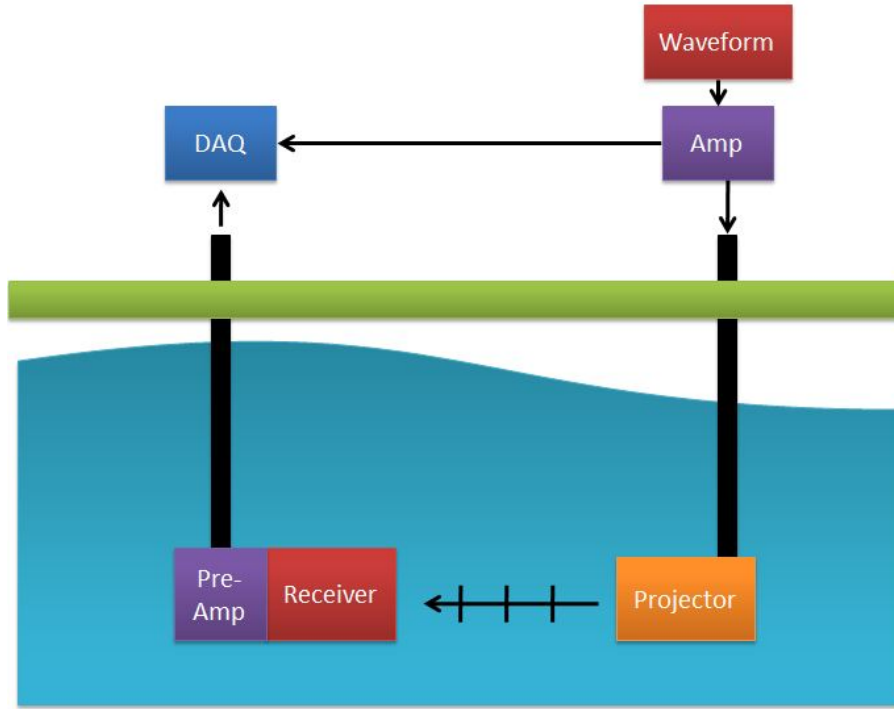 Waveform
DAQ
Amp
Pre-
Amp
Receiver
Projector